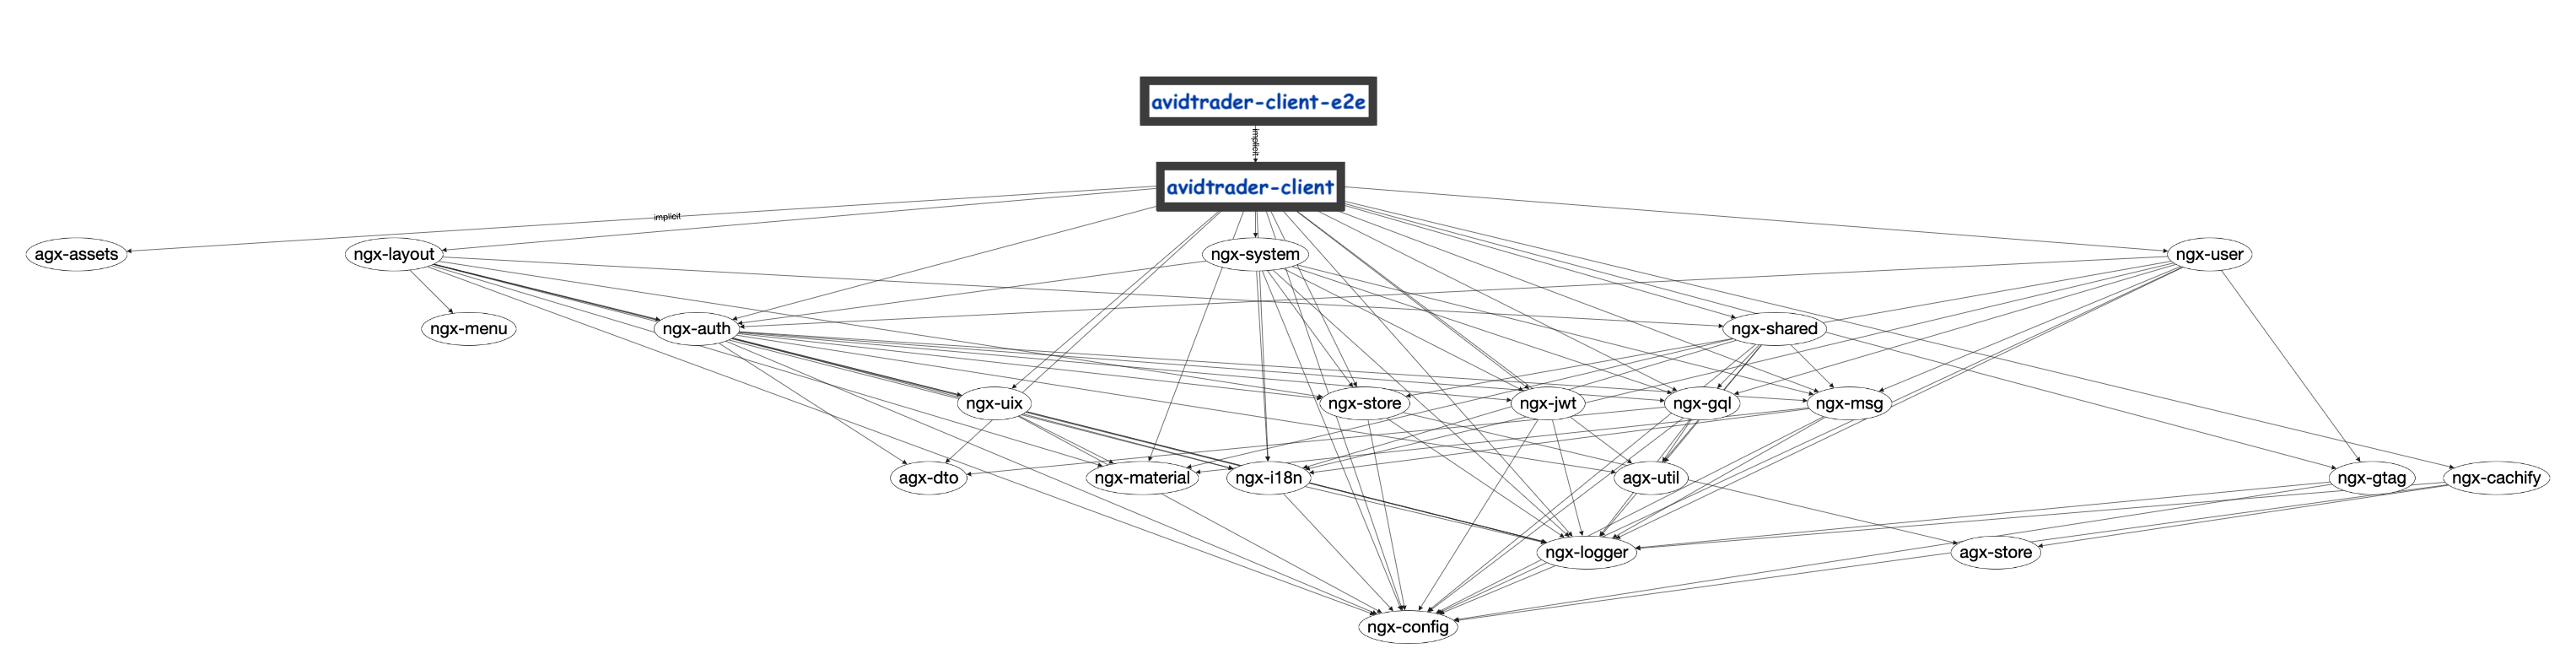 avidtrader-client-e2e
implicit
avidtrader-client
implicit
agx-assets
ngx-layout
ngx-system
ngx-user
ngx-menu
ngx-auth
ngx-shared
ngx-uix
ngx-store
ngx-jwt
ngx-gql
ngx-msg
agx-dto
ngx-material
ngx-i18n
agx-util
ngx-gtag
ngx-cachify
ngx-logger
agx-store
ngx-config